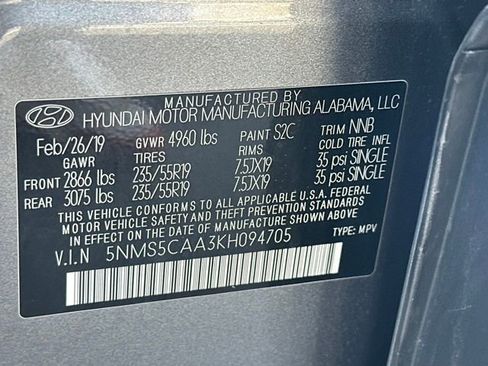 MANUFACTURED BY
HYUNDAI MOTOR MANUFACTURING ALABAMA, LLC
Feb/26/19 GVWR 4960 lbs PAINT S2C TRIM NNB
GAWR TIRES RIMS COLD TIRE INFL
FRONT 2866 lbs 235/55R19 7.5JX19 35 psi SINGLE
REAR 3075 lbs 235/55R19 7.5JX19 35 psi SINGLE
THIS VEHICLE CONFORMS TO ALL APPLICABLE U.S.A. FEDERAL
MOTOR VEHICLE SAFETY AND THEFT PREVENTION STANDARDS
IN EFFECT ON THE DATE OF MANUFACTURE SHOWN ABOVE.
V.I.N 5NMS5CAA3KH094705 TYPE: MPV